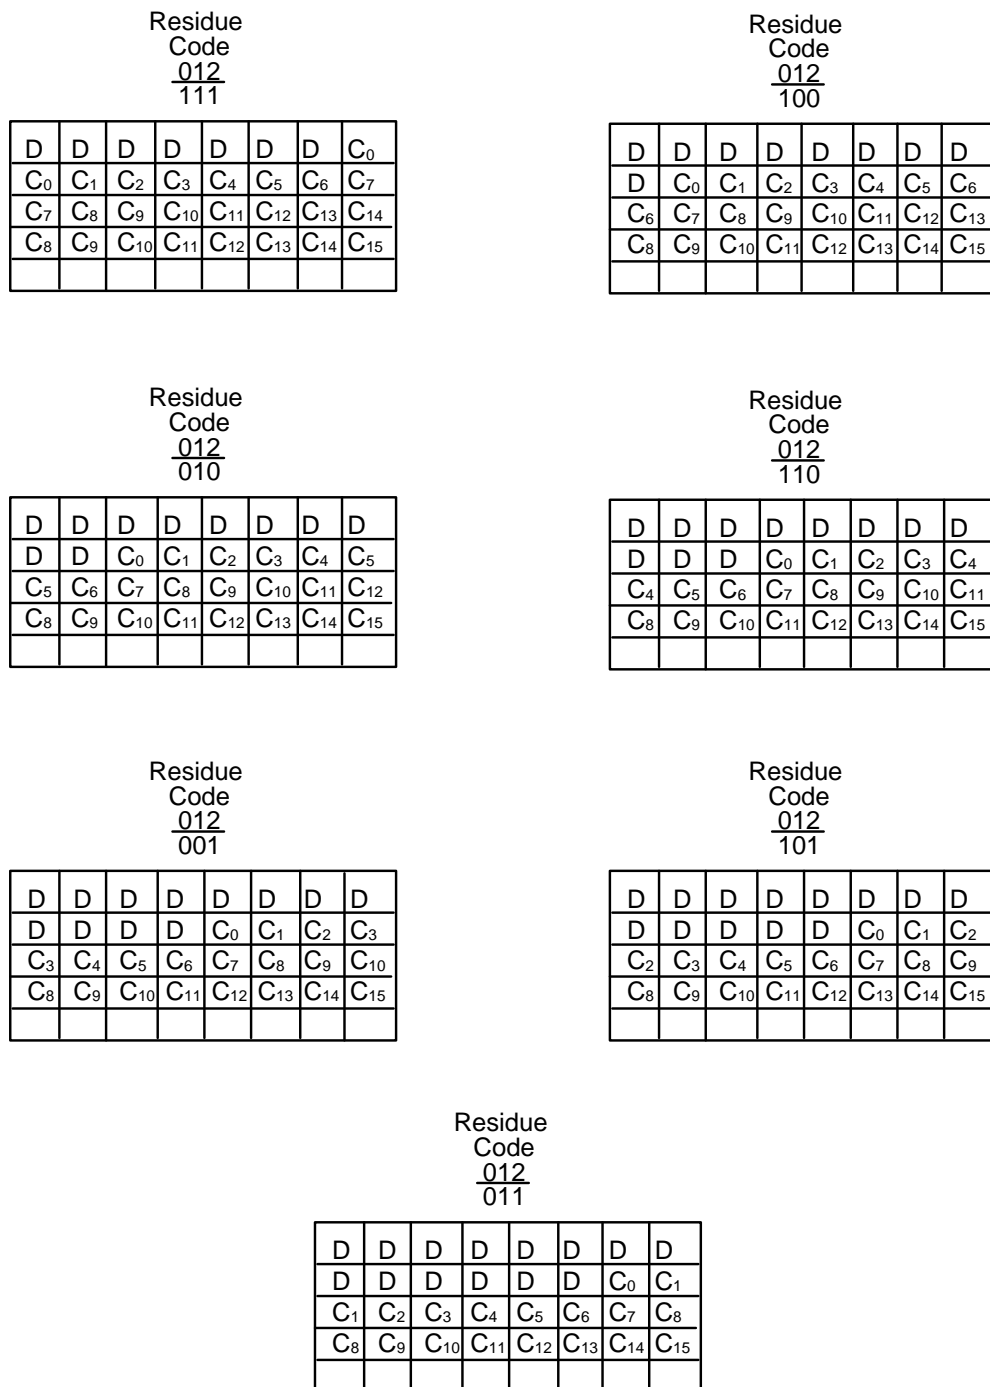 Residue
Code
012
111
D D D D D D D C₀
C₀ C₁ C₂ C₃ C₄ C₅ C₆ C₇
C₇ C₈ C₉ C₁₀ C₁₁ C₁₂ C₁₃ C₁₄
C₈ C₉ C₁₀ C₁₁ C₁₂ C₁₃ C₁₄ C₁₅
Residue
Code
012
100
D D D D D D D D
D C₀ C₁ C₂ C₃ C₄ C₅ C₆
C₆ C₇ C₈ C₉ C₁₀ C₁₁ C₁₂ C₁₃
C₈ C₉ C₁₀ C₁₁ C₁₂ C₁₃ C₁₄ C₁₅
Residue
Code
012
010
D D D D D D D D
D D C₀ C₁ C₂ C₃ C₄ C₅
C₅ C₆ C₇ C₈ C₉ C₁₀ C₁₁ C₁₂
C₈ C₉ C₁₀ C₁₁ C₁₂ C₁₃ C₁₄ C₁₅
Residue
Code
012
110
D D D D D D D D
D D D C₀ C₁ C₂ C₃ C₄
C₄ C₅ C₆ C₇ C₈ C₉ C₁₀ C₁₁
C₈ C₉ C₁₀ C₁₁ C₁₂ C₁₃ C₁₄ C₁₅
Residue
Code
012
001
D D D D D D D D
D D D D C₀ C₁ C₂ C₃
C₃ C₄ C₅ C₆ C₇ C₈ C₉ C₁₀
C₈ C₉ C₁₀ C₁₁ C₁₂ C₁₃ C₁₄ C₁₅
Residue
Code
012
101
D D D D D D D D
D D D D D C₀ C₁ C₂
C₂ C₃ C₄ C₅ C₆ C₇ C₈ C₉
C₈ C₉ C₁₀ C₁₁ C₁₂ C₁₃ C₁₄ C₁₅
Residue
Code
012
011
D D D D D D D D
D D D D D D C₀ C₁
C₁ C₂ C₃ C₄ C₅ C₆ C₇ C₈
C₈ C₉ C₁₀ C₁₁ C₁₂ C₁₃ C₁₄ C₁₅